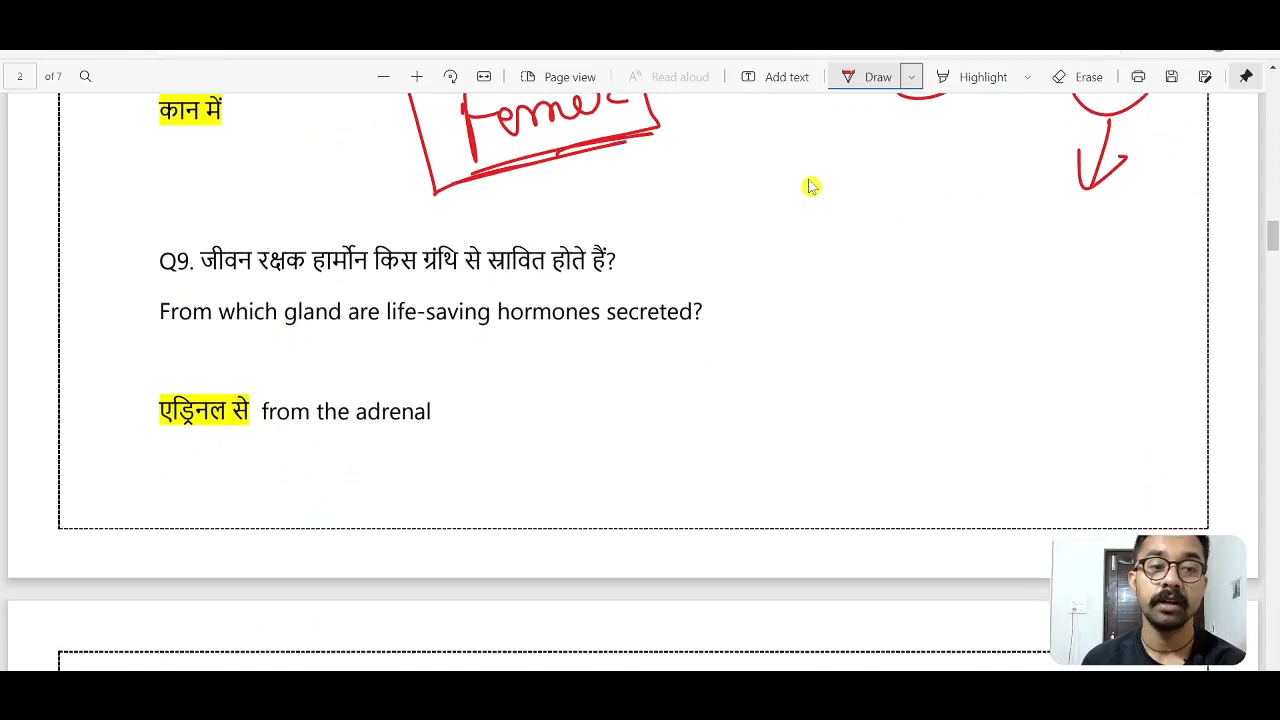 2 of 7 Page view Read aloud Add text Draw Highlight Erase
कान में
Q9. जीवन रक्षक हार्मोन किस ग्रंथि से स्रावित होते हैं?
From which gland are life-saving hormones secreted?
एड्रिनल से from the adrenal